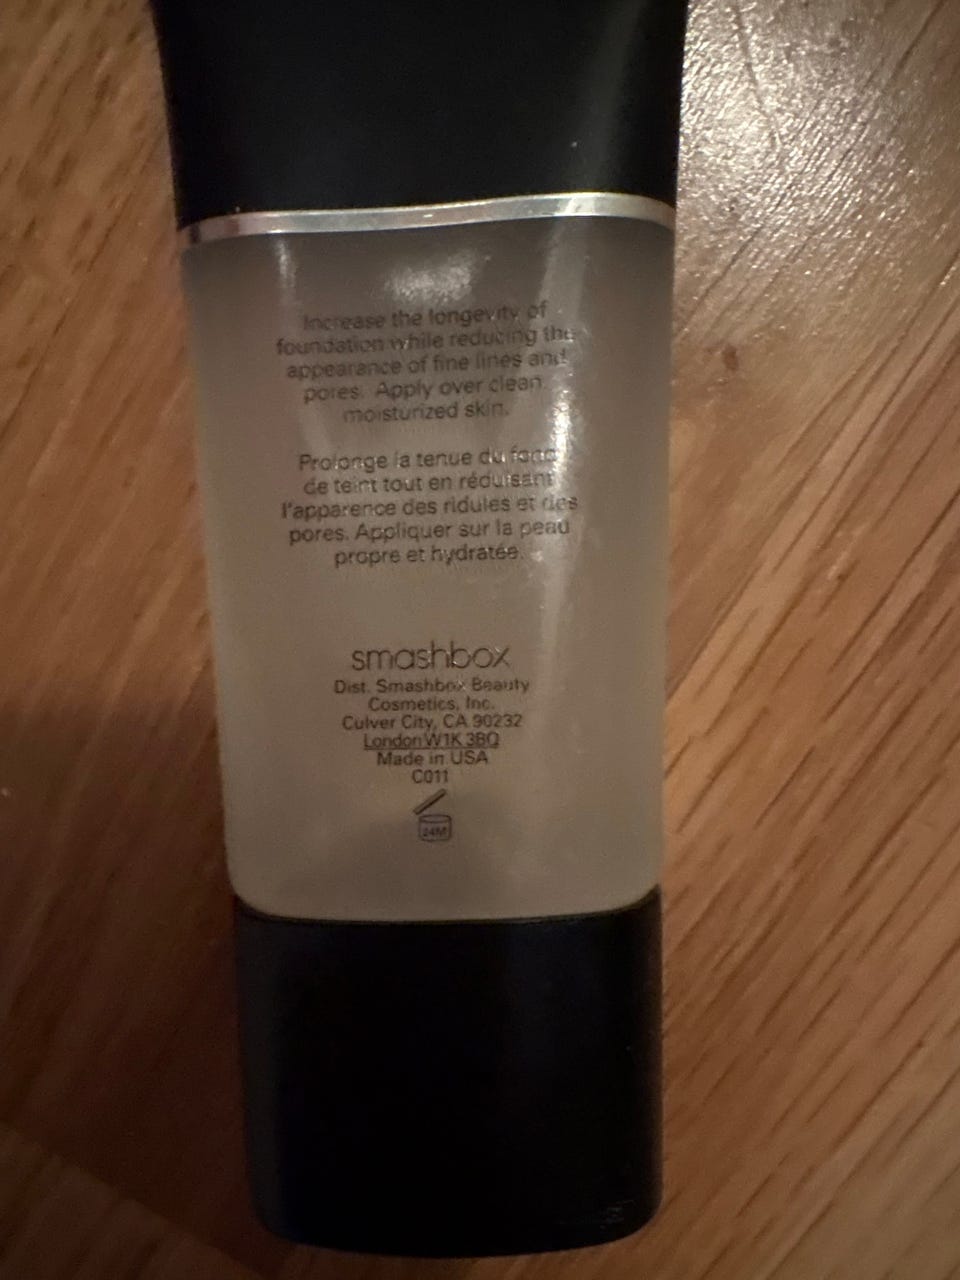 Increase the longevity of
foundation while reducing the
appearance of fine lines and
pores. Apply over clean
moisturized skin.
Prolonge la tenue du fond
de teint tout en réduisant
l'apparence des ridules et des
pores. Appliquer sur la peau
propre et hydratée.
smashbox
Dist. Smashbox Beauty
Cosmetics, Inc.
Culver City, CA 90232
London W1K 3BQ
Made in USA
C011
24M